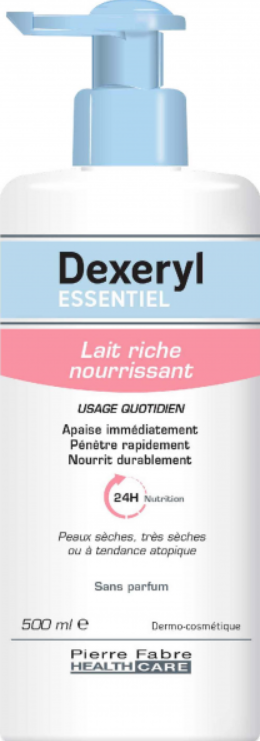 Dexeryl
ESSENTIEL
Lait riche
nourrissant
USAGE QUOTIDIEN
Apaise immédiatement
Pénètre rapidement
Nourrit durablement
24H Nutrition
Peaux sèches, très sèches
ou à tendance atopique
Sans parfum
500 ml ℮ Dermo-cosmétique
Pierre Fabre
HEALTH CARE